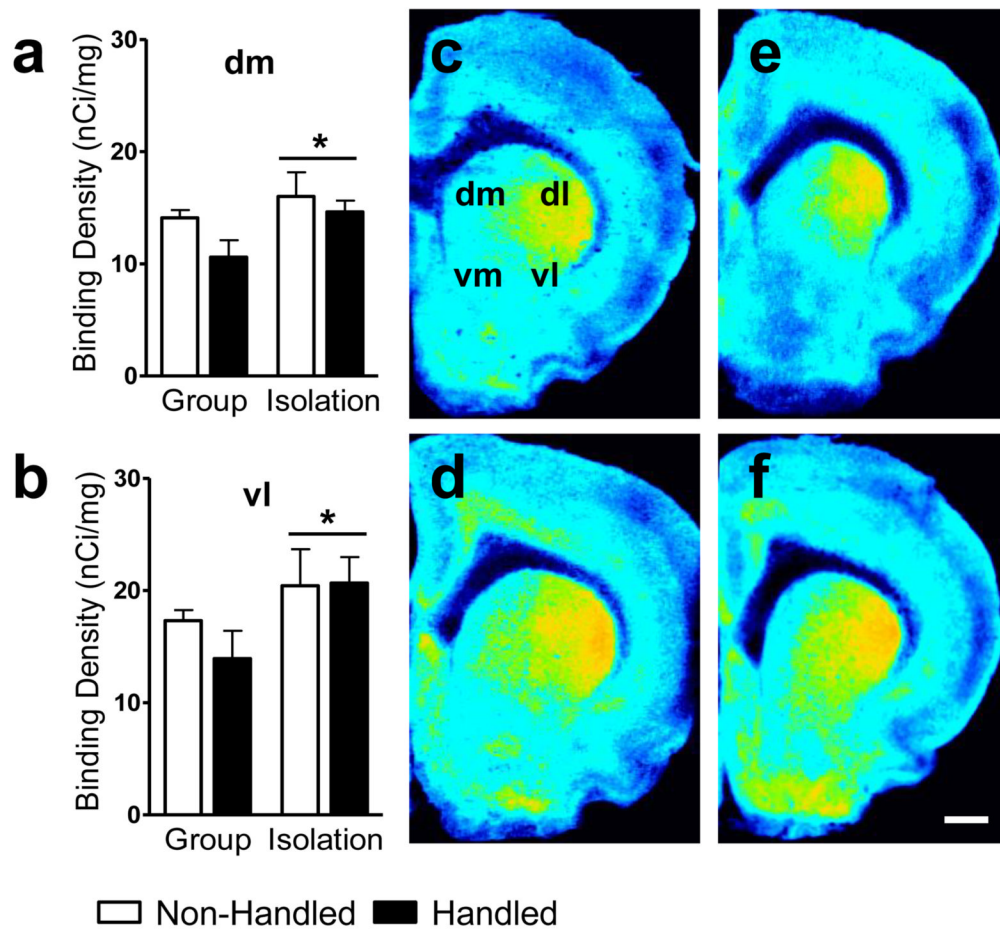 a
dm
Binding Density (nCi/mg)
30
20
10
0
*
Group Isolation
b
vl
Binding Density (nCi/mg)
30
20
10
0
*
Group Isolation
c
dm dl
vm vl
e
d
f
Non-Handled Handled